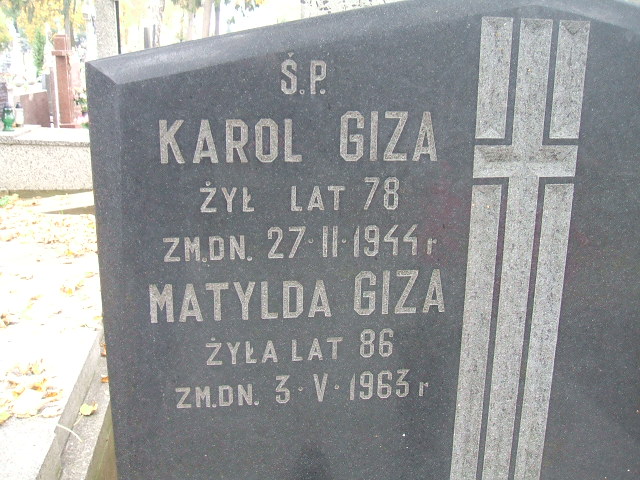 Ś.P.
KAROL GIZA
ŻYŁ LAT 78
ZM.DN. 27·II·1944 r
MATYLDA GIZA
ŻYŁA LAT 86
ZM.DN. 3·V·1963 r